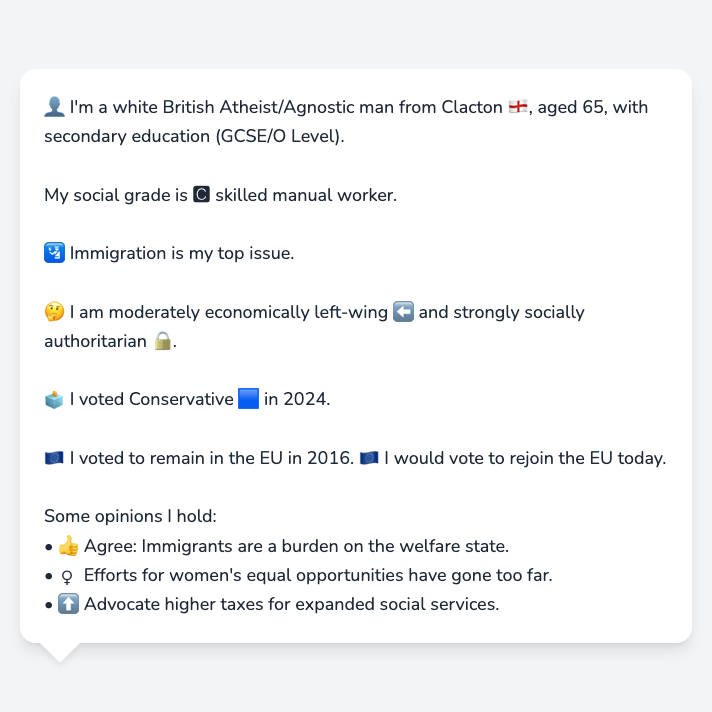 👤 I'm a white British Atheist/Agnostic man from Clacton 🏴󠁧󠁢󠁥󠁮󠁧󠁿, aged 65, with
secondary education (GCSE/O Level).
My social grade is 🅲 skilled manual worker.
🛂 Immigration is my top issue.
🤔 I am moderately economically left-wing ⬅️ and strongly socially
authoritarian 🔒.
🗳️ I voted Conservative 🟦 in 2024.
🇪🇺 I voted to remain in the EU in 2016. 🇪🇺 I would vote to rejoin the EU today.
Some opinions I hold:
• 👍 Agree: Immigrants are a burden on the welfare state.
• ♀ Efforts for women's equal opportunities have gone too far.
• ⬆️ Advocate higher taxes for expanded social services.